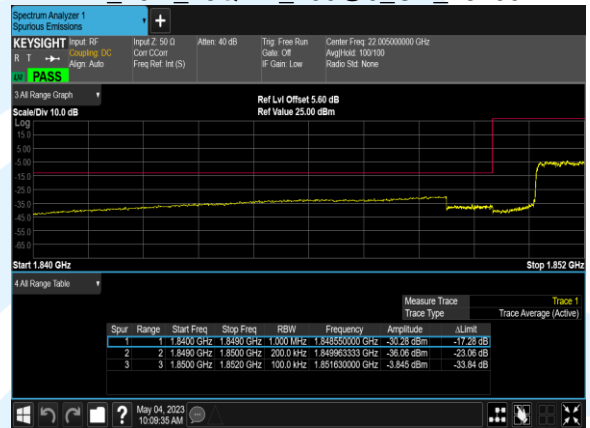 Spectrum Analyzer 1
Spurious Emissions
+
KEYSIGHT Input: RF Input Z: 50 Ω Atten: 40 dB Trig: Free Run Center Freq: 22.005000000 GHz
R T Coupling: DC Corr CCorr Gate: Off Avg|Hold: 100/100
Align: Auto Freq Ref: Int (S) IF Gain: Low Radio Std: None
PASS
3 All Range Graph
Ref Lvl Offset 5.60 dB
Scale/Div 10.0 dB Ref Value 25.00 dBm
Log
15.0
5.00
-5.00
-15.0
-25.0
-35.0
-45.0
-55.0
-65.0
Start 1.840 GHz Stop 1.852 GHz
4 All Range Table
Measure Trace Trace 1
Trace Type Trace Average (Active)
Spur Range Start Freq Stop Freq RBW Frequency Amplitude ΔLimit
1 1 1.8400 GHz 1.8490 GHz 1.000 MHz 1.848550000 GHz -30.28 dBm -17.28 dB
2 2 1.8490 GHz 1.8500 GHz 200.0 kHz 1.849963333 GHz -36.06 dBm -23.06 dB
3 3 1.8500 GHz 1.8520 GHz 100.0 kHz 1.851630000 GHz -3.845 dBm -33.84 dB
? May 04, 2023
10:09:35 AM